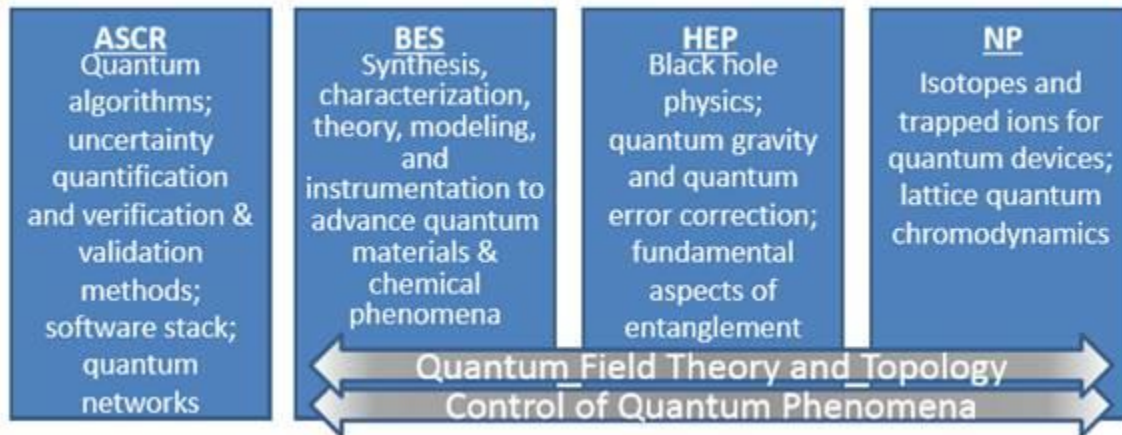 ASCR
Quantum
algorithms;
uncertainty
quantification
and verification &
validation
methods;
software stack;
quantum
networks
BES
Synthesis,
characterization,
theory, modeling,
and
instrumentation to
advance quantum
materials &
chemical
phenomena
HEP
Black hole
physics;
quantum gravity
and quantum
error correction;
fundamental
aspects of
entanglement
NP
Isotopes and
trapped ions for
quantum devices;
lattice quantum
chromodynamics
Quantum Field Theory and Topology
Control of Quantum Phenomena